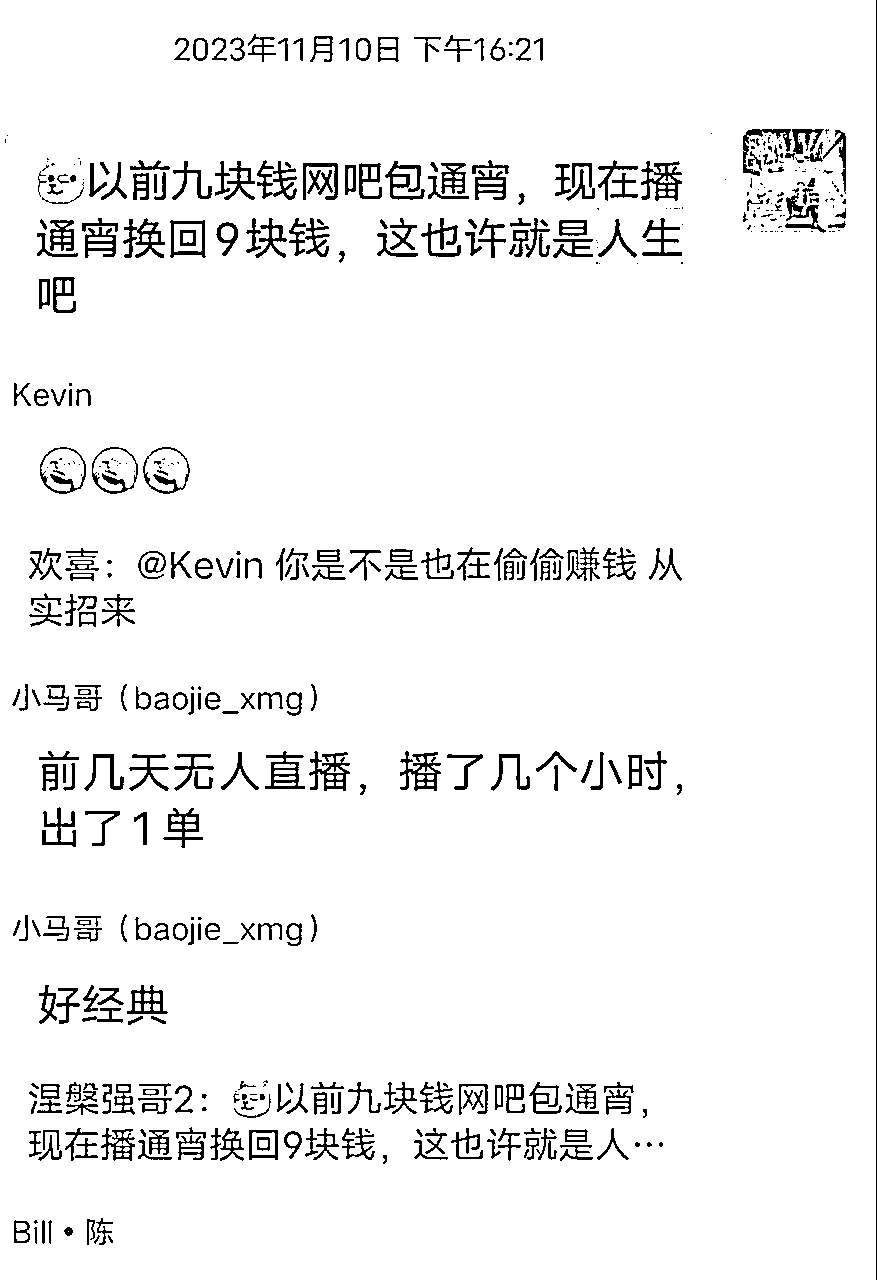 2023年11月10日 下午16:21
以前九块钱网吧包通宵，现在播
通宵换回9块钱，这也许就是人生
吧
Kevin
欢喜：@Kevin 你是不是也在偷偷赚钱 从
实招来
小马哥（baojie_xmg）
前几天无人直播，播了几个小时，
出了1单
小马哥（baojie_xmg）
好经典
涅槃强哥2：以前九块钱网吧包通宵，
现在播通宵换回9块钱，这也许就是人…
Bill • 陈